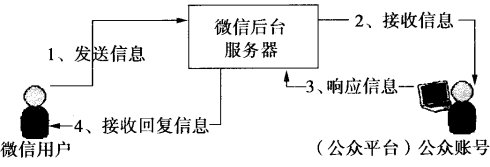 微信后台
服务器
1、发送信息
2、接收信息
3、响应信息
4、接收回复信息
微信用户
（公众平台）公众账号